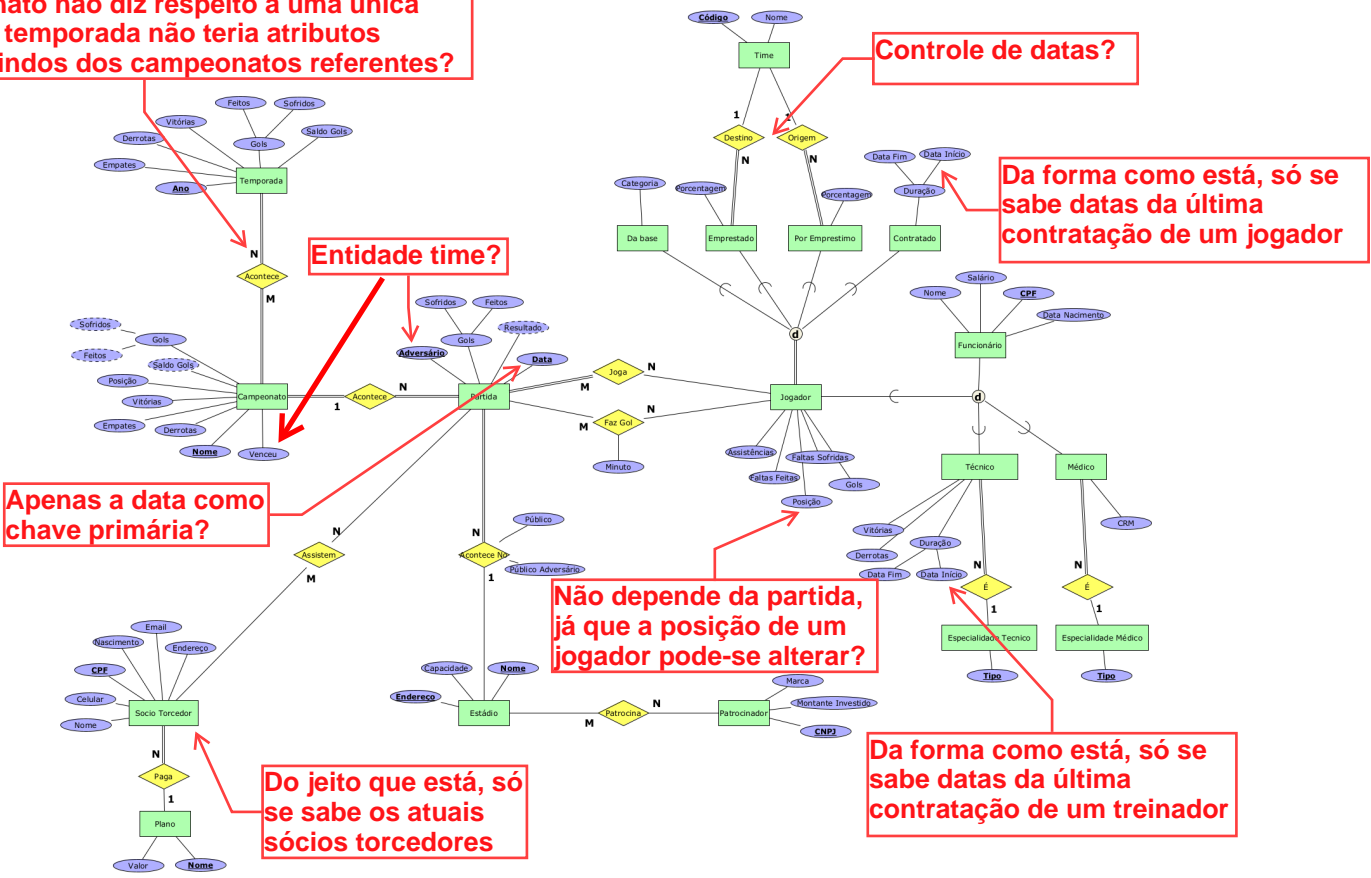 nato não diz respeito a uma única
temporada não teria atributos
indos dos campeonatos referentes?
Controle de datas?
Da forma como está, só se
sabe datas da última
contratação de um jogador
Entidade time?
Apenas a data como
chave primária?
Não depende da partida,
já que a posição de um
jogador pode-se alterar?
Do jeito que está, só
se sabe os atuais
sócios torcedores
Da forma como está, só se
sabe datas da última
contratação de um treinador
Código
Nome
Time
1
1
Destino
Origem
N
N
Data Fim
Data Início
Duração
Categoria
Porcentagem
Porcentagem
Da base
Emprestado
Por Emprestimo
Contratado
d
Feitos
Sofridos
Vitórias
Gols
Saldo Gols
Derrotas
Empates
Ano
Temporada
N
Acontece
M
Sofridos
Gols
Feitos
Saldo Gols
Posição
Vitórias
Empates
Derrotas
Nome
Venceu
Campeonato
1
Acontece
N
Sofridos
Feitos
Gols
Resultado
Adversário
Data
Partida
M
Joga
N
M
Faz Gol
N
Minuto
Jogador
Assistências
Faltas Sofridas
Faltas Feitas
Gols
Posição
Salário
Nome
CPF
Data Nacimento
Funcionário
d
Técnico
Médico
Vitórias
Derrotas
Duração
Data Fim
Data Início
CRM
N
É
1
N
É
1
Especialidade Tecnico
Especialidade Médico
Tipo
Tipo
N
Assistem
M
N
Acontece No
1
Público
Público Adversário
Capacidade
Nome
Endereço
Estádio
M
Patrocina
N
Patrocinador
Marca
Montante Investido
CNPJ
Email
Nascimento
Endereço
CPF
Celular
Nome
Socio Torcedor
N
Paga
1
Plano
Valor
Nome